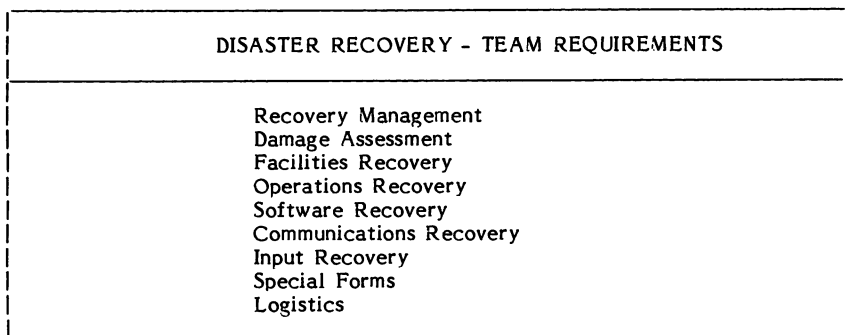 DISASTER RECOVERY - TEAM REQUIREMENTS
Recovery Management
Damage Assessment
Facilities Recovery
Operations Recovery
Software Recovery
Communications Recovery
Input Recovery
Special Forms
Logistics